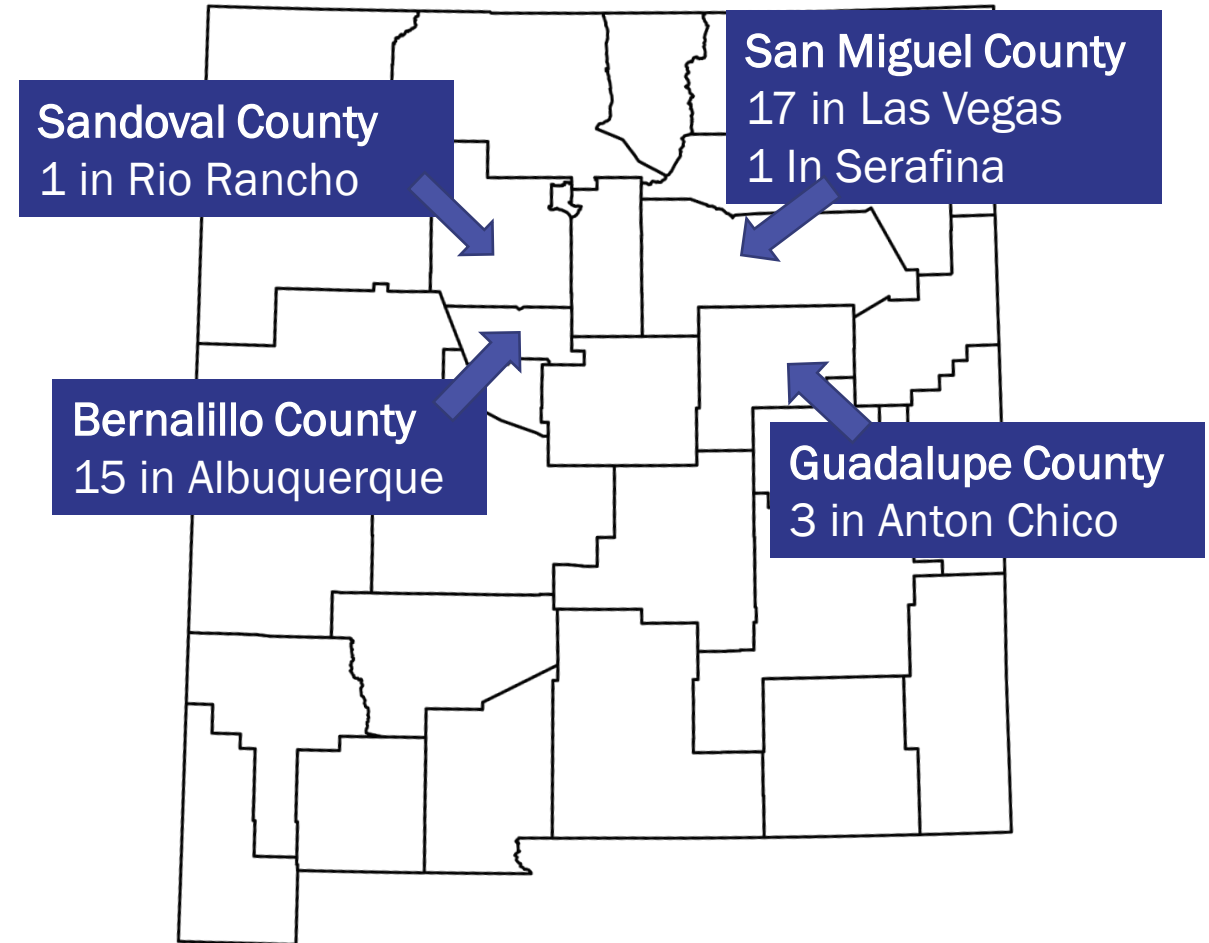 San Miguel County
17 in Las Vegas
1 In Serafina
Sandoval County
1 in Rio Rancho
Bernalillo County
15 in Albuquerque
Guadalupe County
3 in Anton Chico